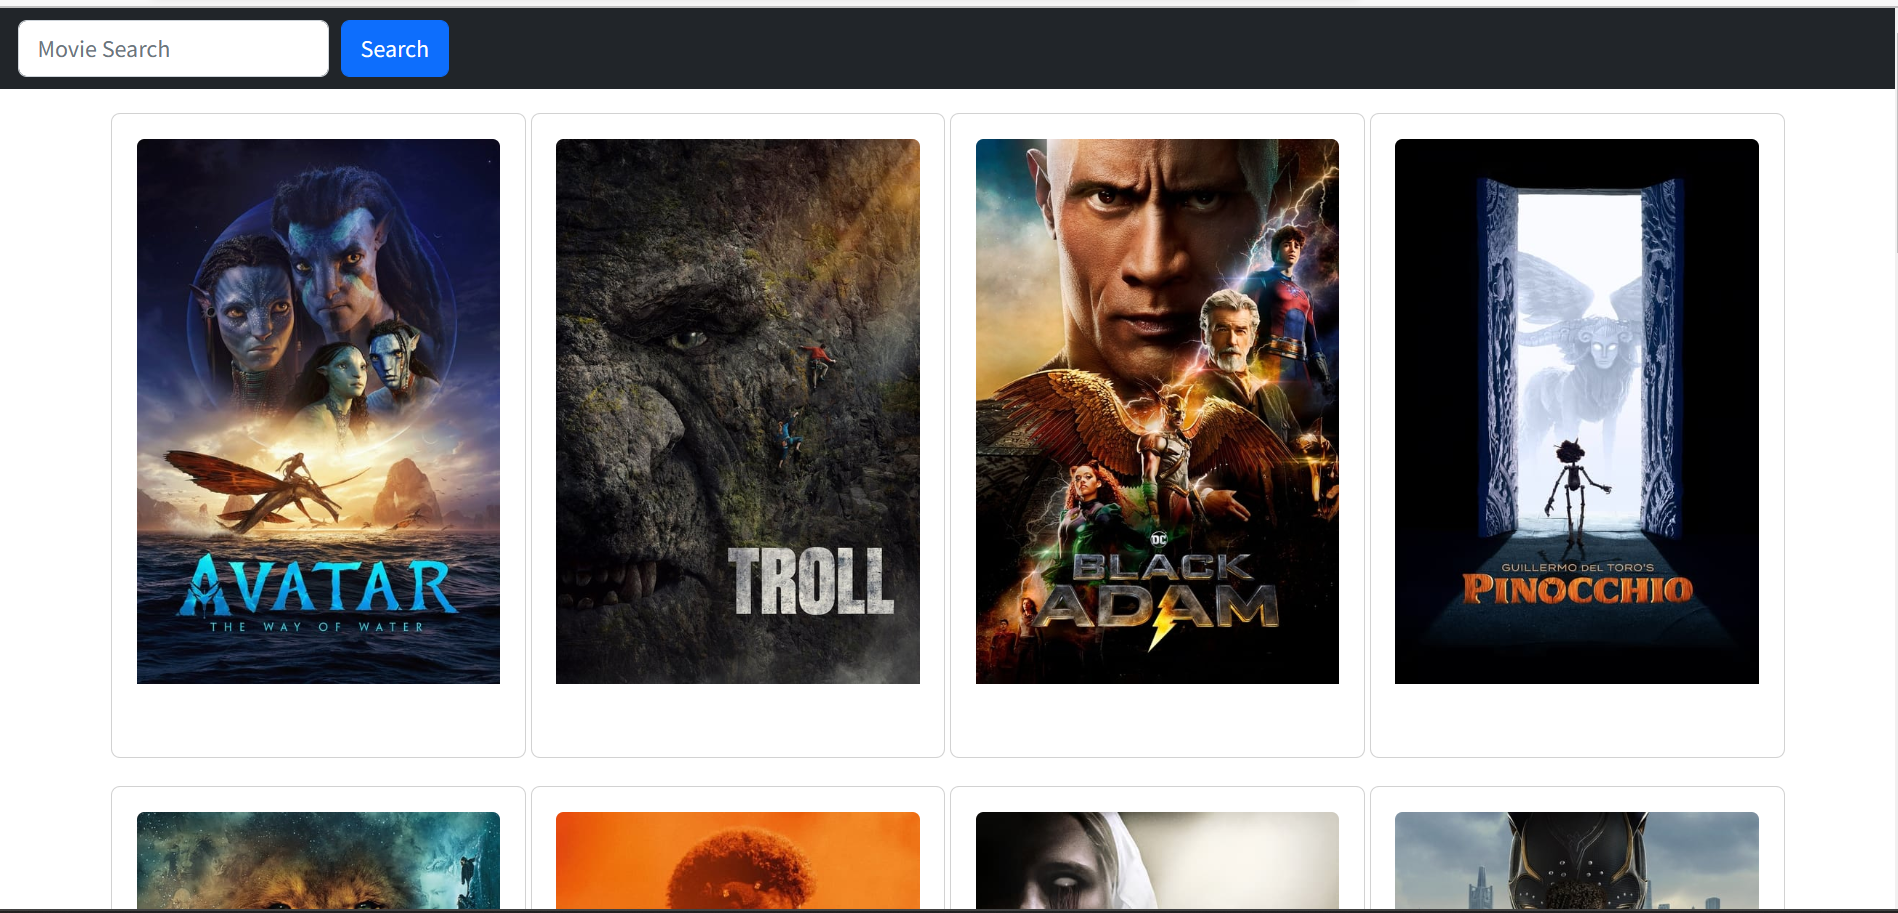 Movie Search
Search
AVATAR
THE WAY OF WATER
TROLL
DC
BLACK
ADAM
GUILLERMO DEL TORO'S
PINOCCHIO